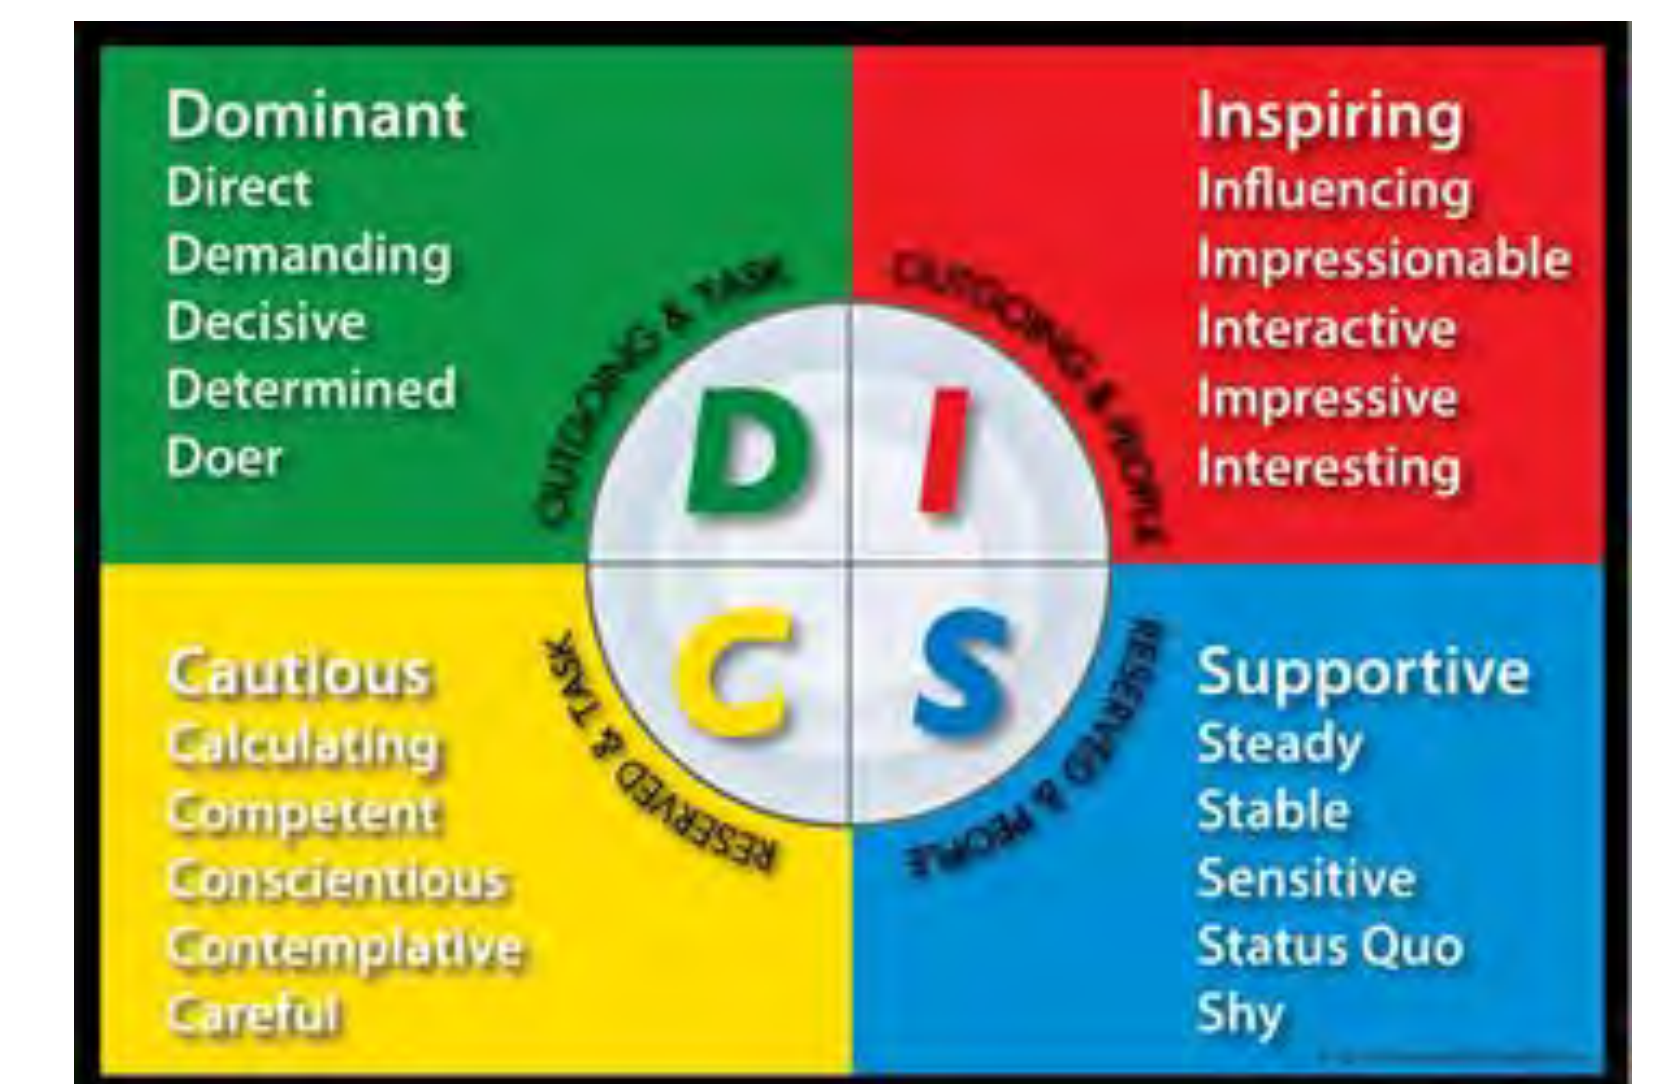 Dominant
Direct
Demanding
Decisive
Determined
Doer
Inspiring
Influencing
Impressionable
Interactive
Impressive
Interesting
OUTGOING & TASK
OUTGOING & PEOPLE
D I
C S
RESERVED & TASK
RESERVED & PEOPLE
Cautious
Calculating
Competent
Conscientious
Contemplative
Careful
Supportive
Steady
Stable
Sensitive
Status Quo
Shy